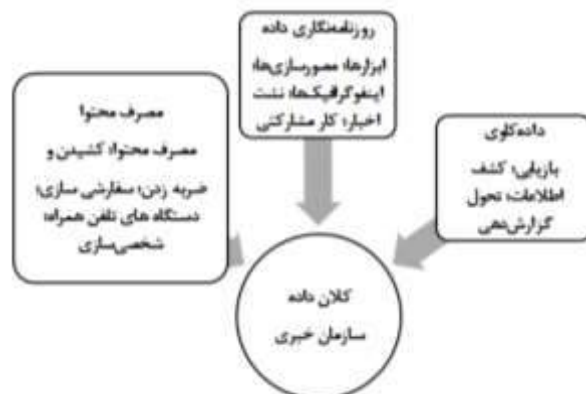 روزنامه‌نگاری داده
ابزارها؛ مصورسازی‌ها؛
اینفوگرافیک‌ها؛ نشت
اخبار؛ کار مشارکتی
داده‌کاوی
بازیابی؛ کشف
اطلاعات؛ تحول
گزارش‌دهی
مصرف محتوا
مصرف محتوا؛ کشیدن و
ضربه زدن؛ سفارشی سازی؛
دستگاه های تلفن همراه؛
شخصی‌سازی
کلان داده
سازمان خبری